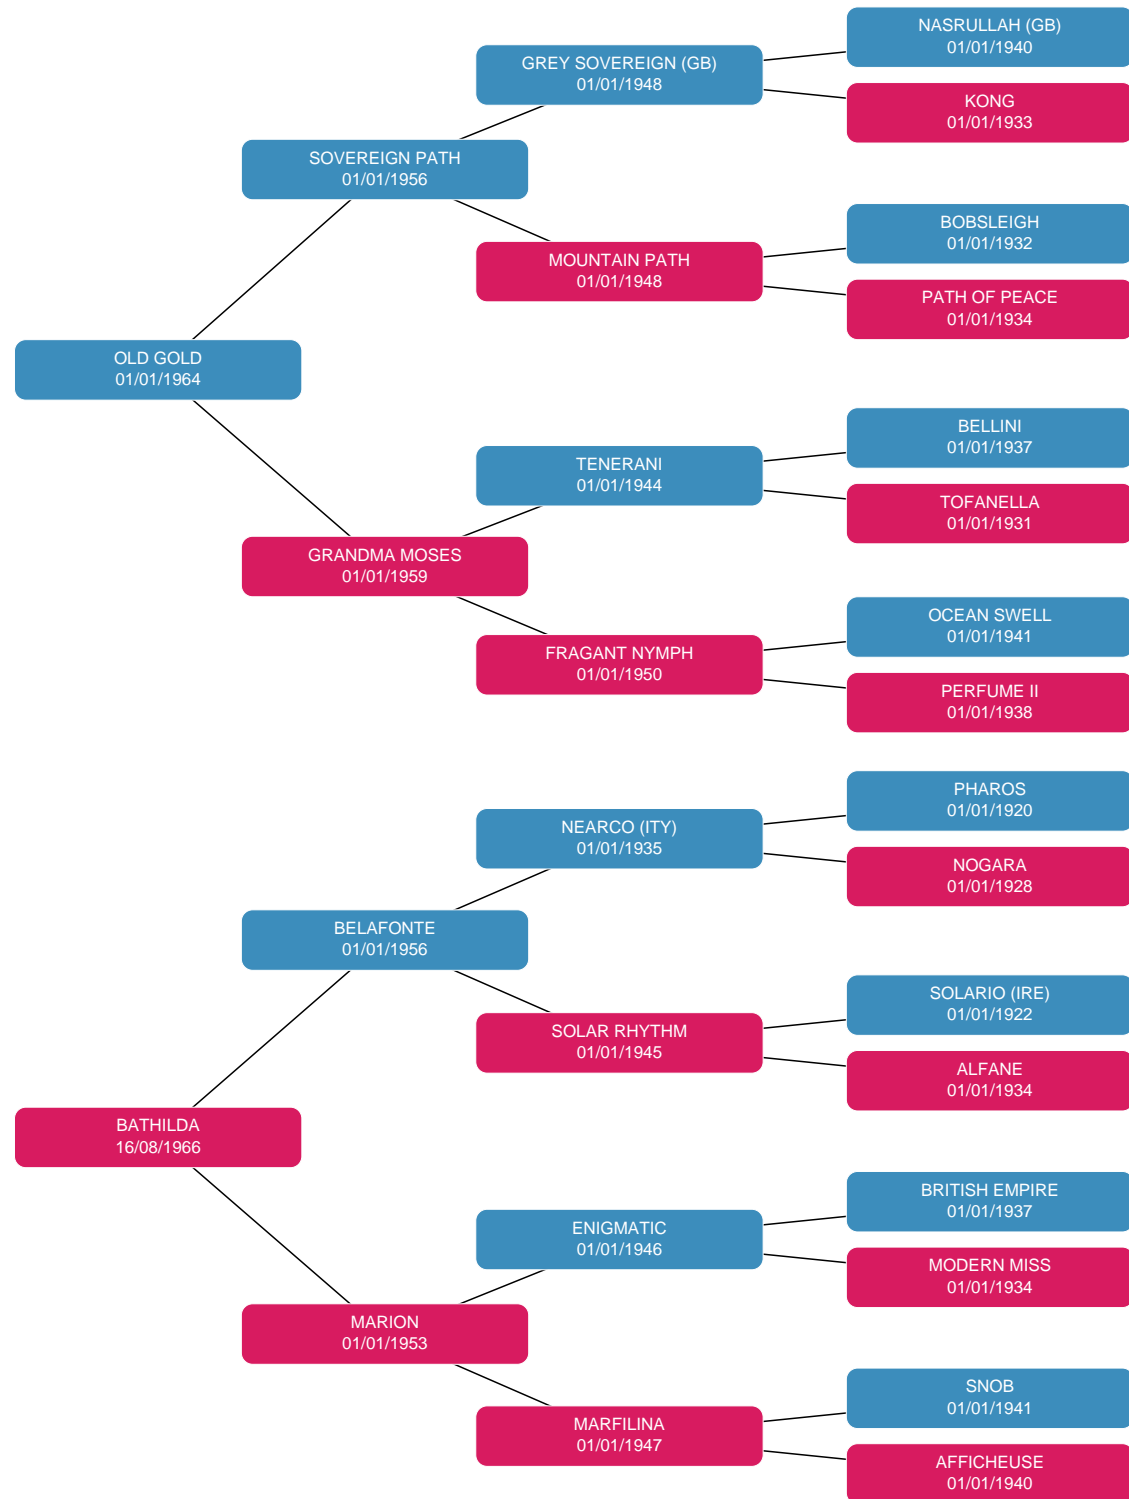 NASRULLAH (GB)
01/01/1940
GREY SOVEREIGN (GB)
01/01/1948
KONG
01/01/1933
SOVEREIGN PATH
01/01/1956
BOBSLEIGH
01/01/1932
MOUNTAIN PATH
01/01/1948
PATH OF PEACE
01/01/1934
OLD GOLD
01/01/1964
BELLINI
01/01/1937
TENERANI
01/01/1944
TOFANELLA
01/01/1931
GRANDMA MOSES
01/01/1959
OCEAN SWELL
01/01/1941
FRAGANT NYMPH
01/01/1950
PERFUME II
01/01/1938
PHAROS
01/01/1920
NEARCO (ITY)
01/01/1935
NOGARA
01/01/1928
BELAFONTE
01/01/1956
SOLARIO (IRE)
01/01/1922
SOLAR RHYTHM
01/01/1945
ALFANE
01/01/1934
BATHILDA
16/08/1966
BRITISH EMPIRE
01/01/1937
ENIGMATIC
01/01/1946
MODERN MISS
01/01/1934
MARION
01/01/1953
SNOB
01/01/1941
MARFILINA
01/01/1947
AFFICHEUSE
01/01/1940